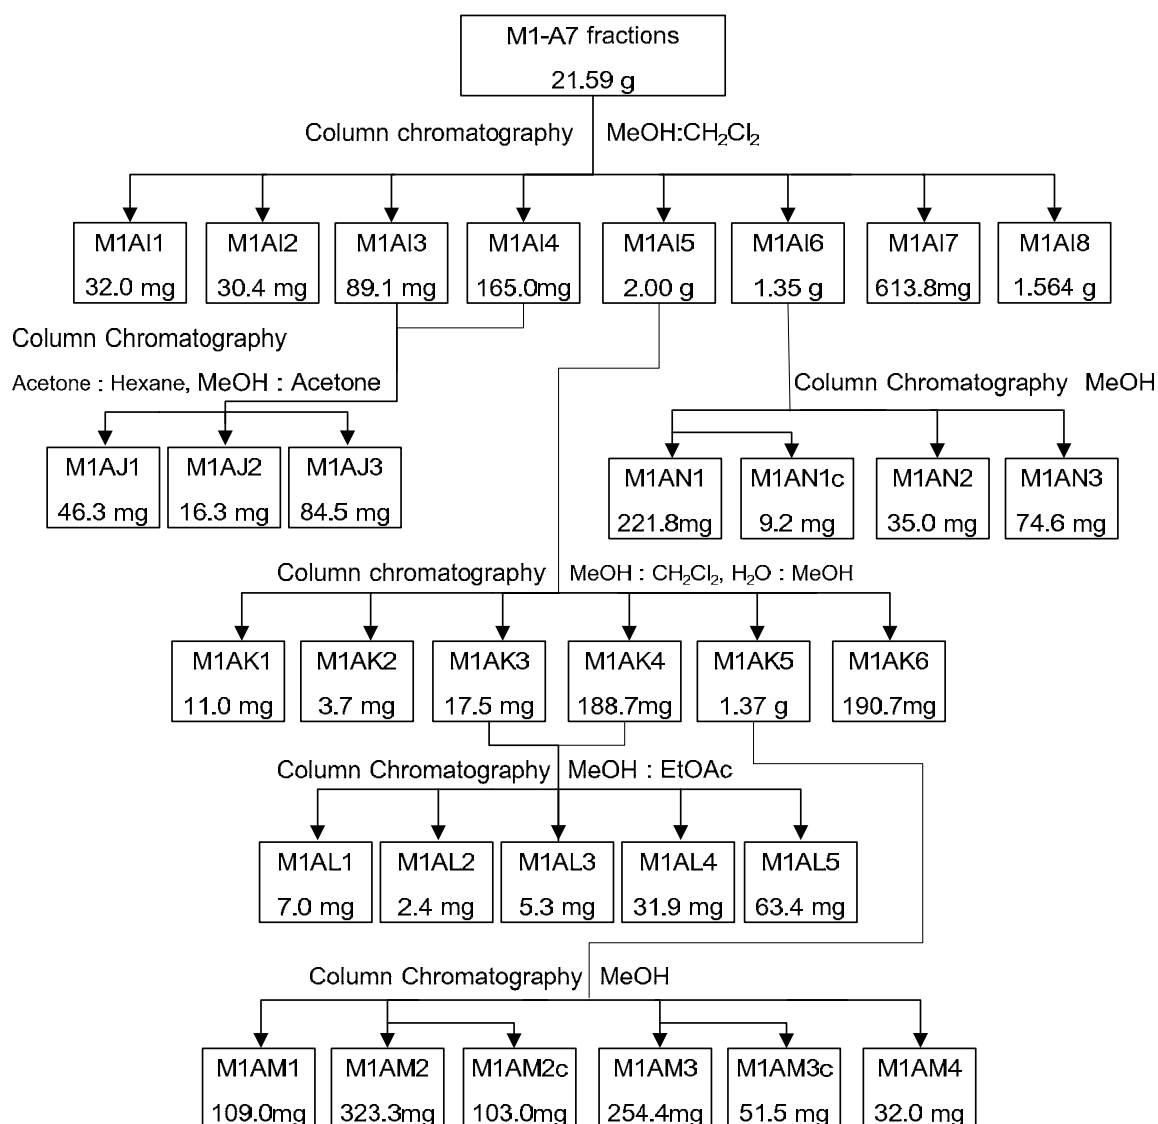 M1-A7 fractions
21.59 g
Column chromatography MeOH:CH₂Cl₂
M1AI1 M1AI2 M1AI3 M1AI4 M1AI5 M1AI6 M1AI7 M1AI8
32.0 mg 30.4 mg 89.1 mg 165.0mg 2.00 g 1.35 g 613.8mg 1.564 g
Column Chromatography
Acetone : Hexane, MeOH : Acetone
Column Chromatography MeOH
M1AJ1 M1AJ2 M1AJ3
46.3 mg 16.3 mg 84.5 mg
M1AN1 M1AN1c M1AN2 M1AN3
221.8mg 9.2 mg 35.0 mg 74.6 mg
Column chromatography MeOH : CH₂Cl₂, H₂O : MeOH
M1AK1 M1AK2 M1AK3 M1AK4 M1AK5 M1AK6
11.0 mg 3.7 mg 17.5 mg 188.7mg 1.37 g 190.7mg
Column Chromatography MeOH : EtOAc
M1AL1 M1AL2 M1AL3 M1AL4 M1AL5
7.0 mg 2.4 mg 5.3 mg 31.9 mg 63.4 mg
Column Chromatography MeOH
M1AM1 M1AM2 M1AM2c M1AM3 M1AM3c M1AM4
109.0mg 323.3mg 103.0mg 254.4mg 51.5 mg 32.0 mg